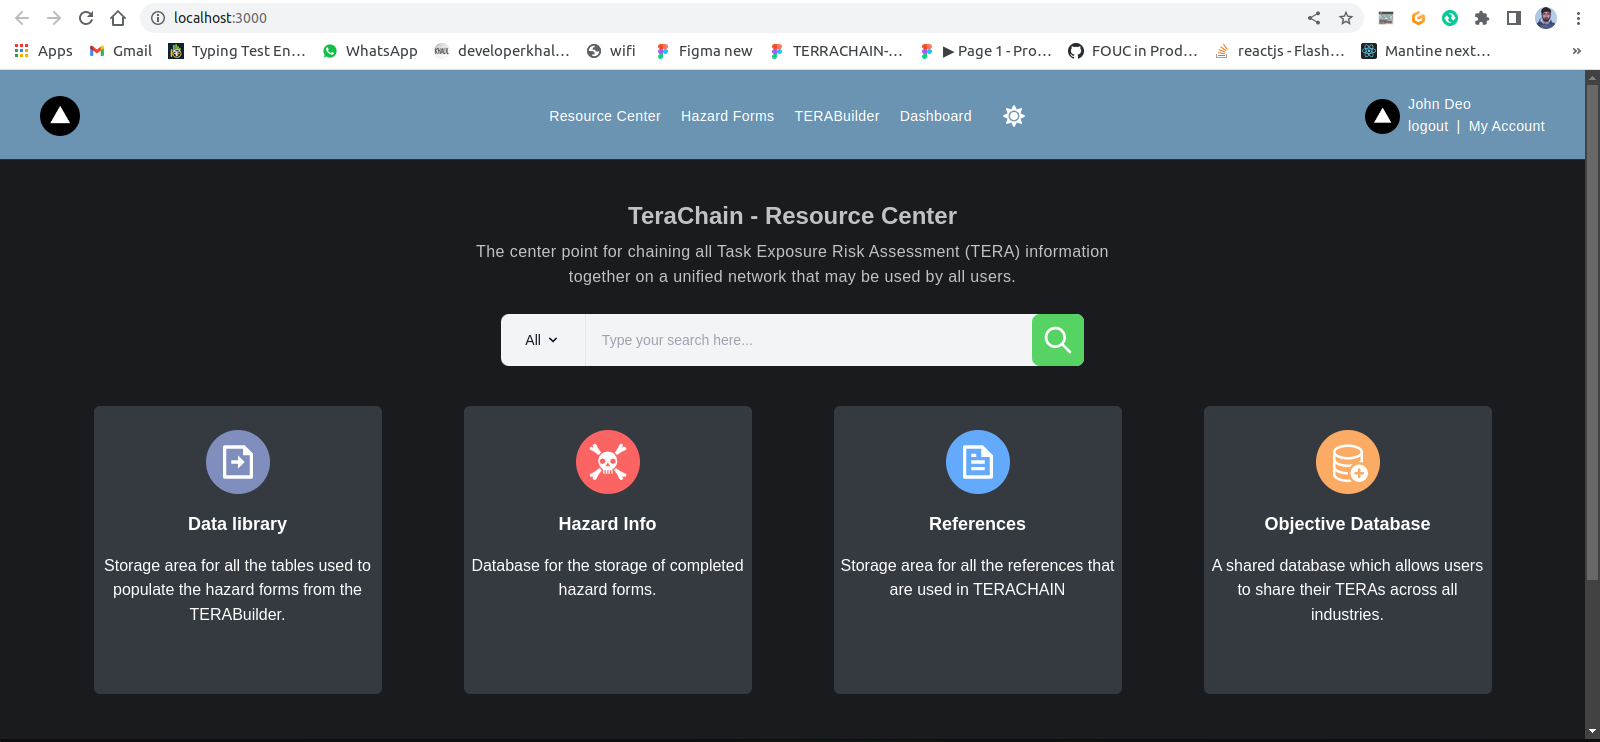 localhost:3000
Apps Gmail Typing Test En... WhatsApp developerkhal... wifi Figma new TERRACHAIN-... ▶ Page 1 - Pro... FOUC in Prod... reactjs - Flash... Mantine next... »
Resource Center Hazard Forms TERABuilder Dashboard
John Deo
logout | My Account
TeraChain - Resource Center
The center point for chaining all Task Exposure Risk Assessment (TERA) information
together on a unified network that may be used by all users.
All Type your search here...
Data library
Storage area for all the tables used to
populate the hazard forms from the
TERABuilder.
Hazard Info
Database for the storage of completed
hazard forms.
References
Storage area for all the references that
are used in TERACHAIN
Objective Database
A shared database which allows users
to share their TERAs across all
industries.